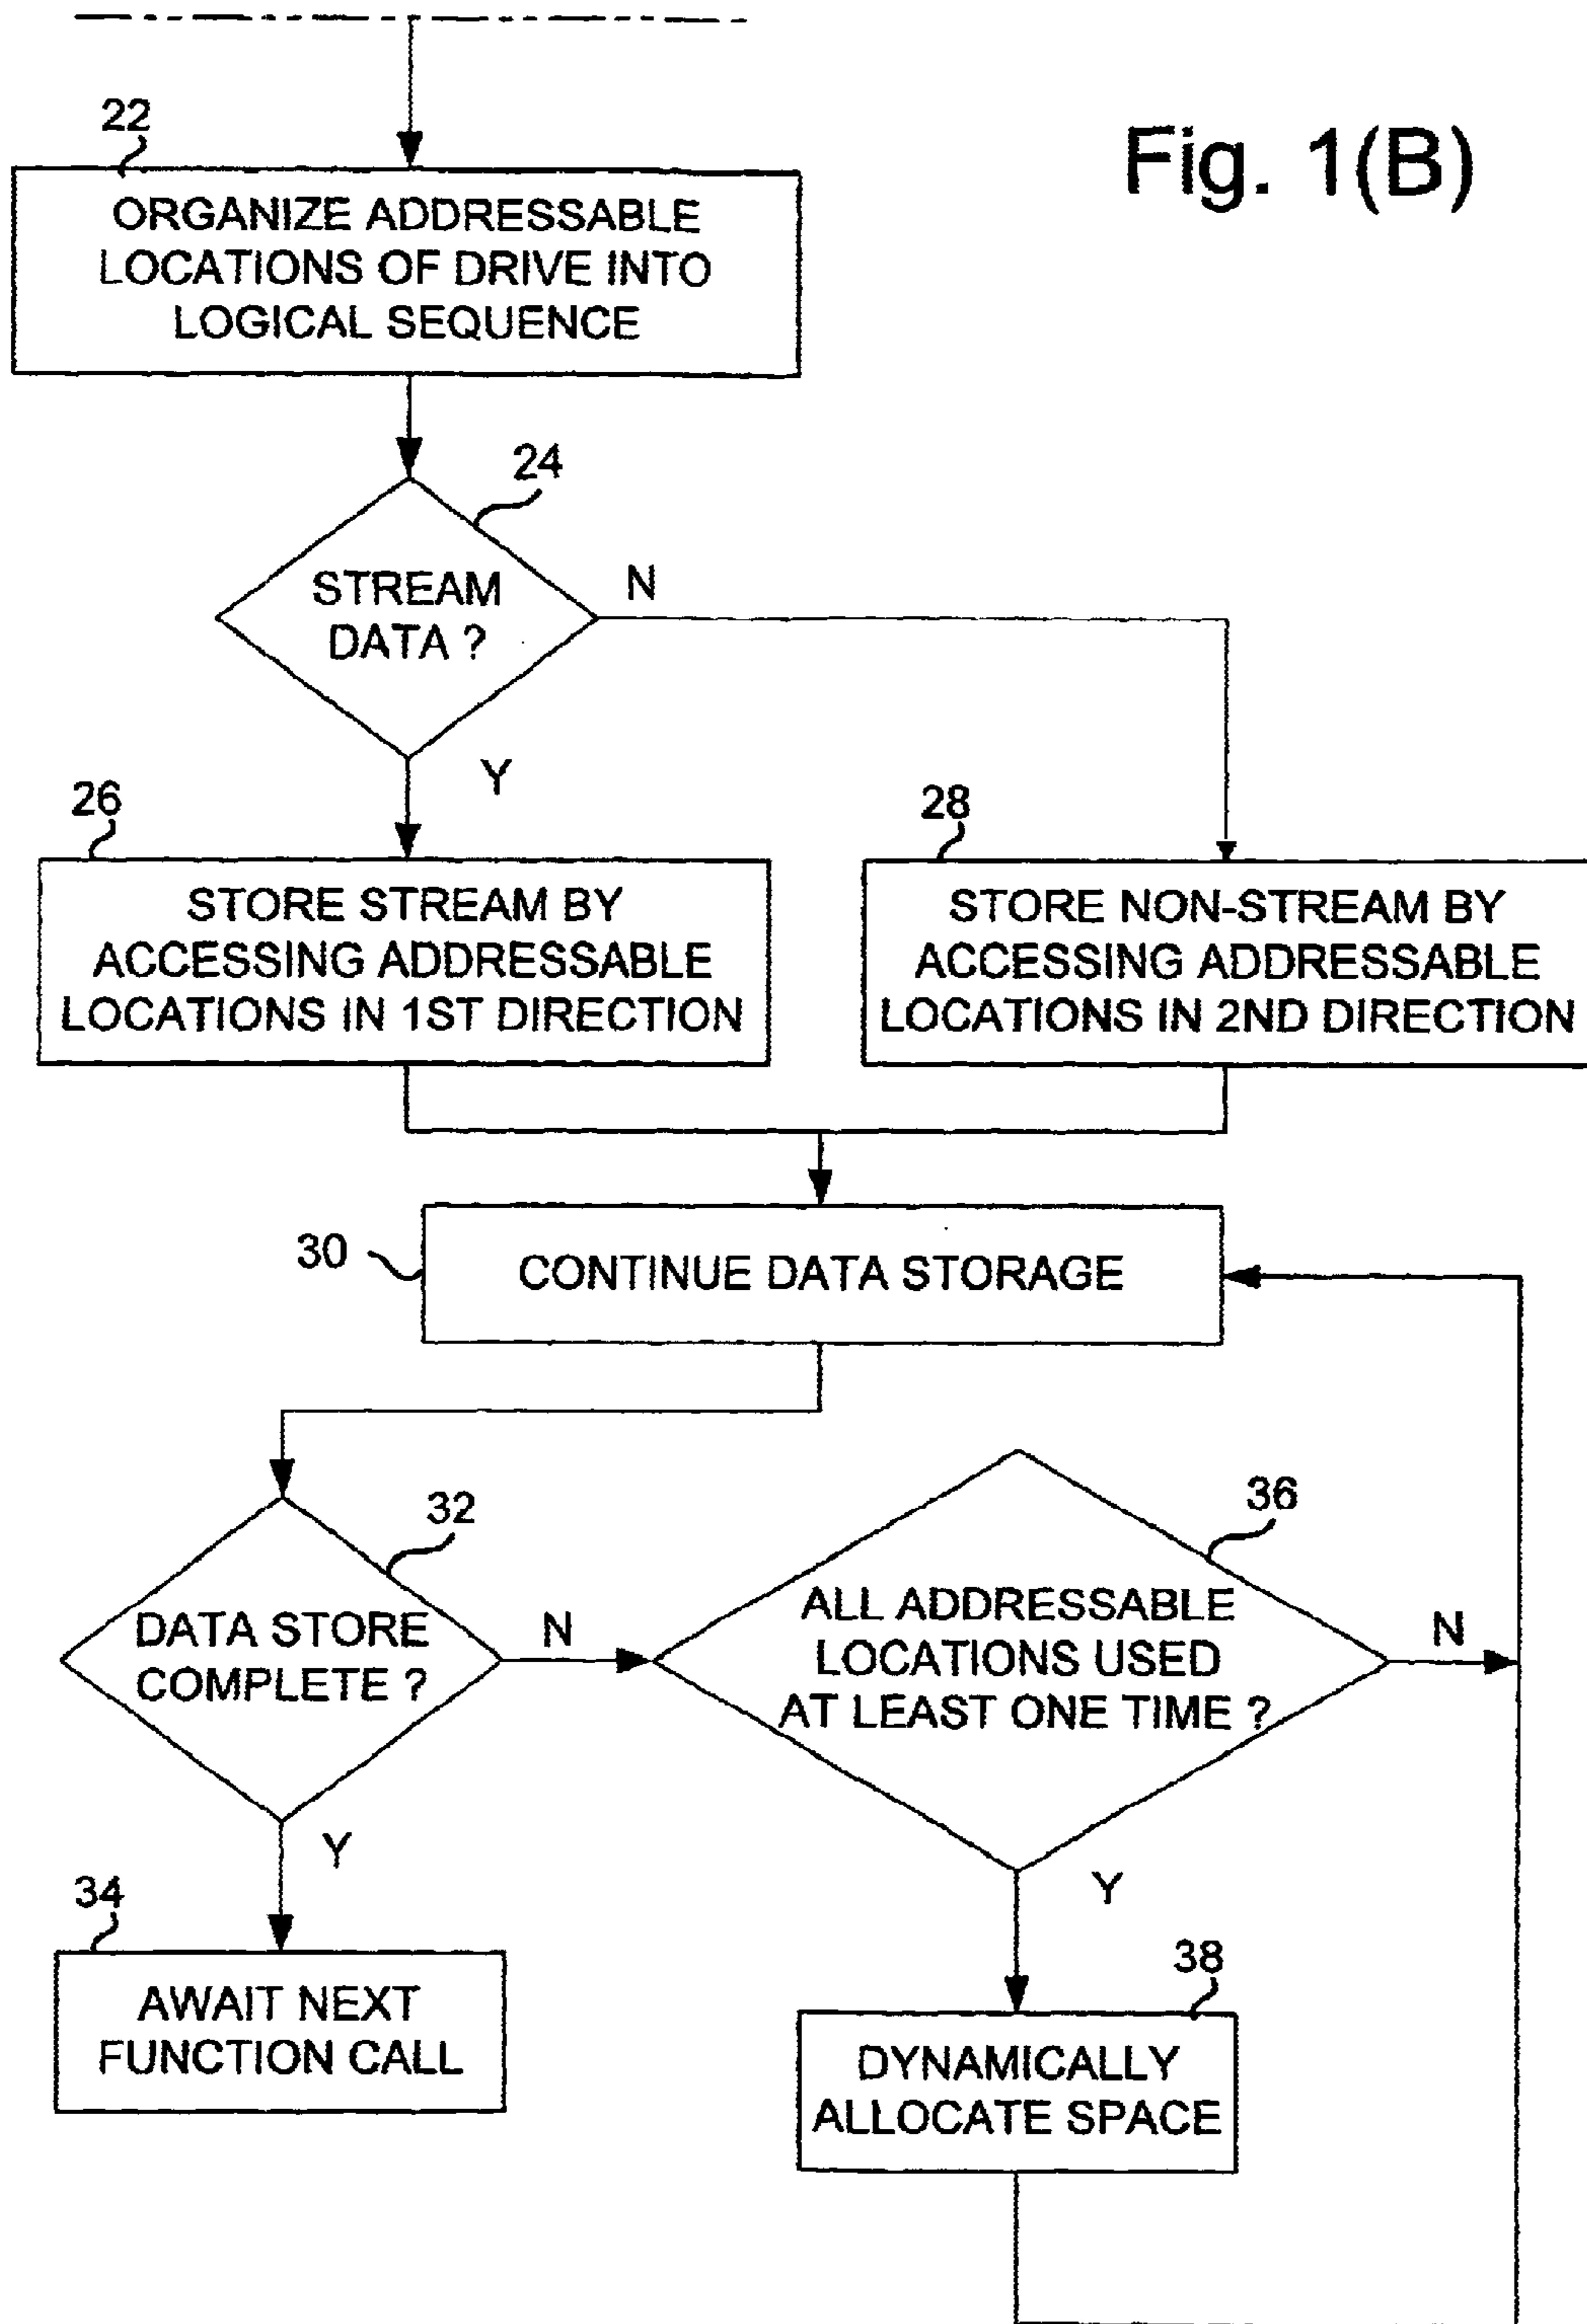 Fig. 1(B)
22
ORGANIZE ADDRESSABLE
LOCATIONS OF DRIVE INTO
LOGICAL SEQUENCE
24
STREAM
DATA ?
N
Y
26
STORE STREAM BY
ACCESSING ADDRESSABLE
LOCATIONS IN 1ST DIRECTION
28
STORE NON-STREAM BY
ACCESSING ADDRESSABLE
LOCATIONS IN 2ND DIRECTION
30
CONTINUE DATA STORAGE
32
DATA STORE
COMPLETE ?
N
Y
36
ALL ADDRESSABLE
LOCATIONS USED
AT LEAST ONE TIME ?
N
Y
34
AWAIT NEXT
FUNCTION CALL
38
DYNAMICALLY
ALLOCATE SPACE